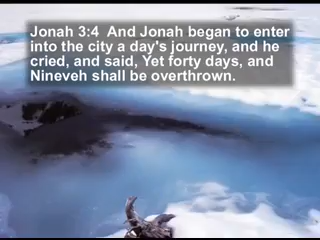 Jonah 3:4  And Jonah began to enter
into the city a day's journey, and he
cried, and said, Yet forty days, and
Nineveh shall be overthrown.